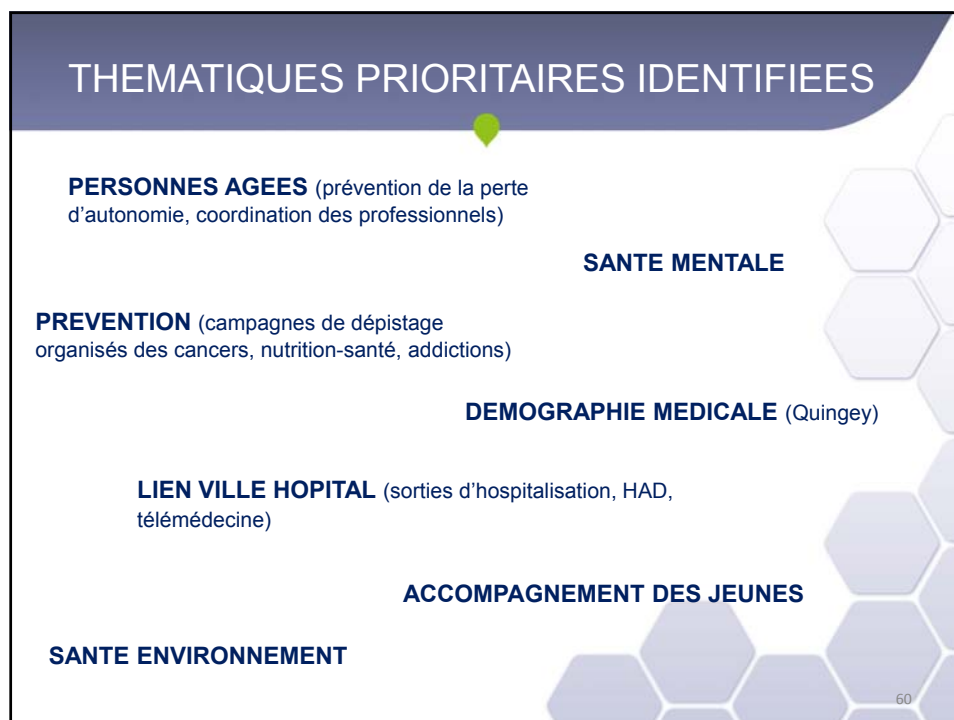 THEMATIQUES PRIORITAIRES IDENTIFIEES
PERSONNES AGEES (prévention de la perte
d'autonomie, coordination des professionnels)
SANTE MENTALE
PREVENTION (campagnes de dépistage
organisés des cancers, nutrition-santé, addictions)
DEMOGRAPHIE MEDICALE (Quingey)
LIEN VILLE HOPITAL (sorties d'hospitalisation, HAD,
télémédecine)
ACCOMPAGNEMENT DES JEUNES
SANTE ENVIRONNEMENT
60